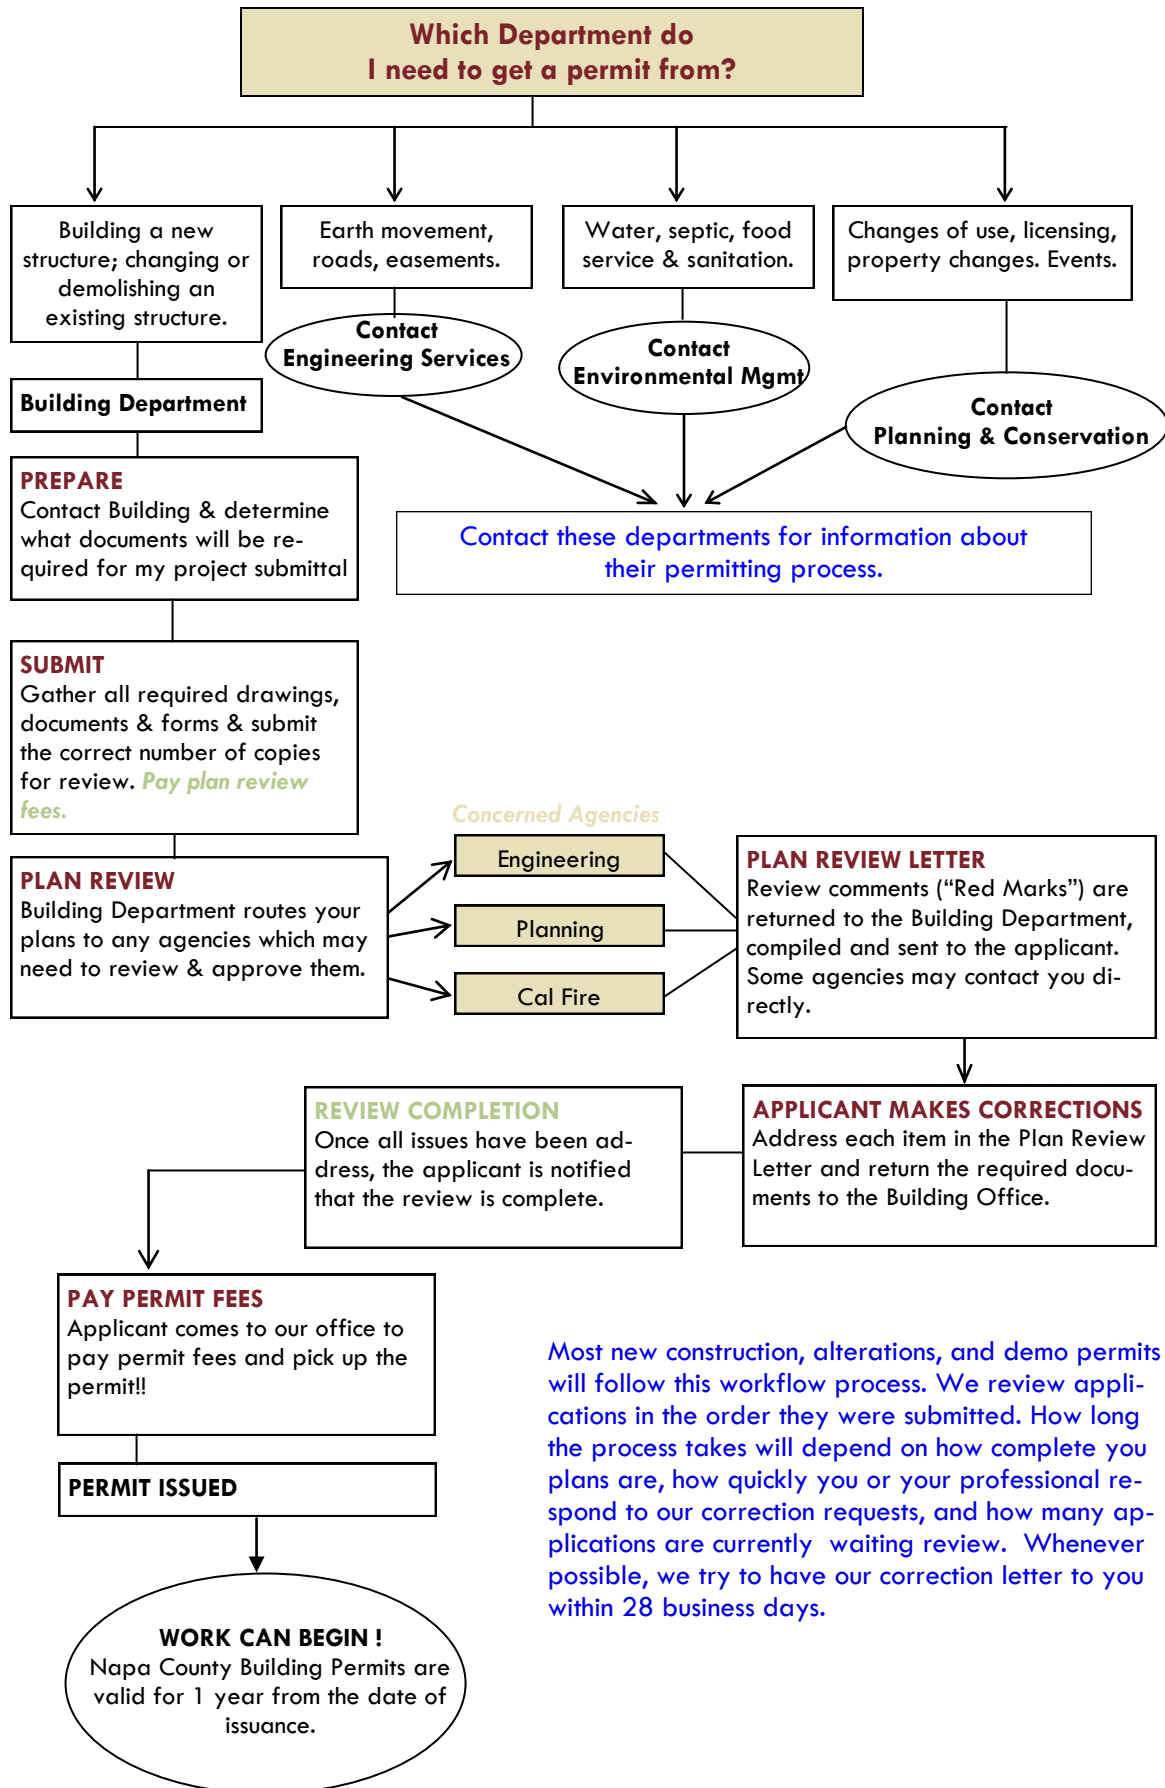 Which Department do
I need to get a permit from?
Building a new
structure; changing or
demolishing an
existing structure.
Earth movement,
roads, easements.
Water, septic, food
service & sanitation.
Changes of use, licensing,
property changes. Events.
Contact
Engineering Services
Contact
Environmental Mgmt
Contact
Planning & Conservation
Building Department
Contact these departments for information about
their permitting process.
PREPARE
Contact Building & determine
what documents will be re-
quired for my project submittal
SUBMIT
Gather all required drawings,
documents & forms & submit
the correct number of copies
for review. Pay plan review
fees.
PLAN REVIEW
Building Department routes your
plans to any agencies which may
need to review & approve them.
Concerned Agencies
Engineering
Planning
Cal Fire
PLAN REVIEW LETTER
Review comments (“Red Marks”) are
returned to the Building Department,
compiled and sent to the applicant.
Some agencies may contact you di-
rectly.
APPLICANT MAKES CORRECTIONS
Address each item in the Plan Review
Letter and return the required docu-
ments to the Building Office.
REVIEW COMPLETION
Once all issues have been ad-
dress, the applicant is notified
that the review is complete.
PAY PERMIT FEES
Applicant comes to our office to
pay permit fees and pick up the
permit!!
PERMIT ISSUED
WORK CAN BEGIN !
Napa County Building Permits are
valid for 1 year from the date of
issuance.
Most new construction, alterations, and demo permits
will follow this workflow process. We review appli-
cations in the order they were submitted. How long
the process takes will depend on how complete you
plans are, how quickly you or your professional re-
spond to our correction requests, and how many ap-
plications are currently  waiting review.  Whenever
possible, we try to have our correction letter to you
within 28 business days.